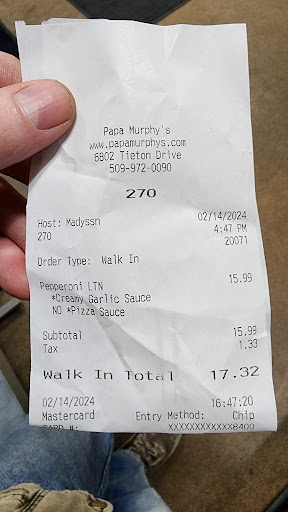 Papa Murphy's
www.papamurphys.com
6802 Tieton Drive
509-972-0090
270
Host: Madyssn 02/14/2024
270 4:47 PM
20071
Order Type: Walk In
Pepperoni LTN 15.99
*Creamy Garlic Sauce
NO *Pizza Sauce
Subtotal 15.99
Tax 1.33
Walk In Total 17.32
02/14/2024 16:47:20
Mastercard Entry Method: Chip
CARD #: XXXXXXXXXXXX8400